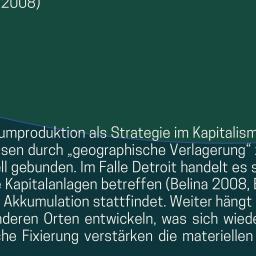 2008)
umproduktion als Strategie im Kapitalism
sen durch „geographische Verlagerung“
ll gebunden. Im Falle Detroit handelt es s
Kapitalanlagen betreffen (Belina 2008,
Akkumulation stattfindet. Weiter hängt
nderen Orten entwickeln, was sich wiede
che Fixierung verstärken die materiellen